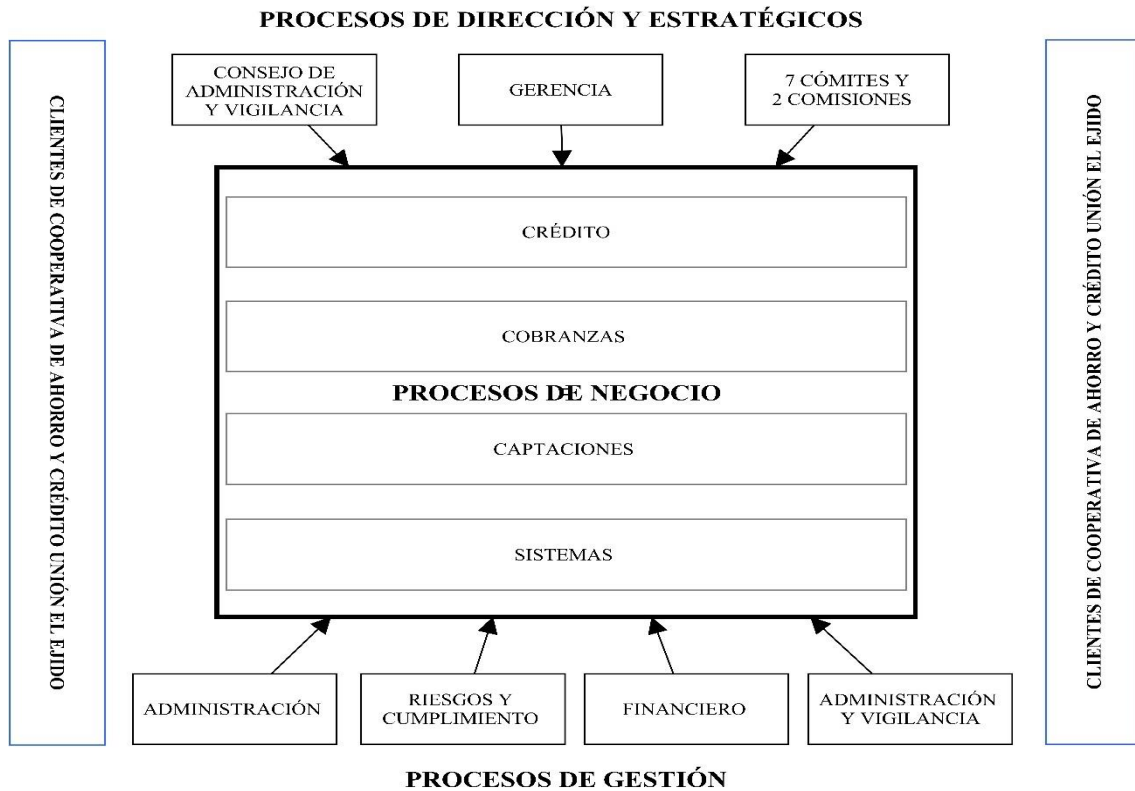 PROCESOS DE DIRECCIÓN Y ESTRATÉGICOS
CLIENTES DE COOPERATIVA DE AHORRO Y CRÉDITO UNIÓN EL EJIDO
CONSEJO DE
ADMINISTRACIÓN
Y VIGILANCIA
GERENCIA
7 CÓMITES Y
2 COMISIONES
CRÉDITO
COBRANZAS
PROCESOS DE NEGOCIO
CAPTACIONES
SISTEMAS
ADMINISTRACIÓN
RIESGOS Y
CUMPLIMIENTO
FINANCIERO
ADMINISTRACIÓN
Y VIGILANCIA
CLIENTES DE COOPERATIVA DE AHORRO Y CRÉDITO UNIÓN EL EJIDO
PROCESOS DE GESTIÓN